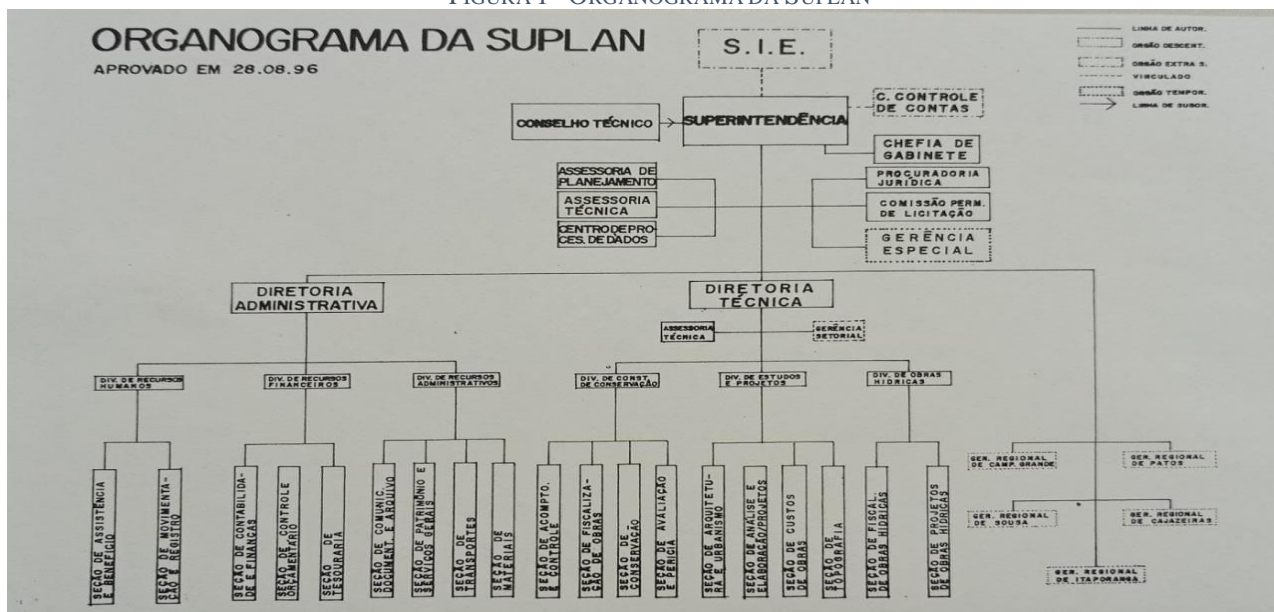 FIGURA 1 - ORGANOGRAMA DA SUPLAN
ORGANOGRAMA DA SUPLAN
APROVADO EM 28.08.96
LINHA DE AUTOR.
ORGÃO DESCENT.
ORGÃO EXTRA S.
VINCULADO
ORGÃO TEMPOR.
LINHA DE SUBOR.
S.I.E.
C. CONTROLE
DE CONTAS
CONSELHO TÉCNICO
SUPERINTENDÊNCIA
CHEFIA DE
GABINETE
ASSESSORIA DE
PLANEJAMENTO
PROCURADORIA
JURÍDICA
ASSESSORIA
TÉCNICA
COMISSÃO PERM.
DE LICITAÇÃO
CENTRO DE PRO-
CES. DE DADOS
GERÊNCIA
ESPECIAL
DIRETORIA
ADMINISTRATIVA
DIRETORIA
TÉCNICA
ASSESSORIA
TÉCNICA
GERÊNCIA
SETORIAL
DIV. DE RECURSOS
HUMANOS
DIV. DE RECURSOS
FINANCEIROS
DIV. DE RECURSOS
ADMINISTRATIVOS
DIV. DE CONST.
DE CONSERVAÇÃO
DIV. DE ESTUDOS
E PROJETOS
DIV. DE OBRAS
HIDRICAS
SEÇÃO DE ASSISTÊNCIA
E BENEFÍCIO
SEÇÃO DE MOVIMENTA-
ÇÃO E REGISTRO
SEÇÃO DE CONTABILIDA-
DE E FINANÇAS
SEÇÃO DE CONTROLE
ORÇAMENTÁRIO
SEÇÃO DE
TESOURARIA
SEÇÃO DE COMUNIC.
DOCUMENT. E ARQUIVO
SEÇÃO DE PATRIMÔNIO E
SERVIÇOS GERAIS
SEÇÃO DE
TRANSPORTES
SEÇÃO DE
MATERIAIS
SEÇÃO DE ACOMPTO.
E CONTROLE
SEÇÃO DE FISCALIZA-
ÇÃO DE OBRAS
SEÇÃO DE
CONSERVAÇÃO
SEÇÃO DE AVALIAÇÃO
E PERICIA
SEÇÃO DE ARQUITETU-
RA E URBANISMO
SEÇÃO DE ANÁLISE E
ELABORAÇÃO/PROJETOS
SEÇÃO DE CUSTOS
DE OBRAS
SEÇÃO DE
TOPOGRAFIA
SEÇÃO DE FISCAL.
DE OBRAS HIDRICAS
SEÇÃO DE PROJETOS
DE OBRAS HIDRICAS
GER. REGIONAL
DE CAMP. GRANDE
GER. REGIONAL
DE PATOS
GER. REGIONAL
DE SOUSA
GER. REGIONAL
DE CAJAZEIRAS
GER. REGIONAL
DE ITAPORANGA